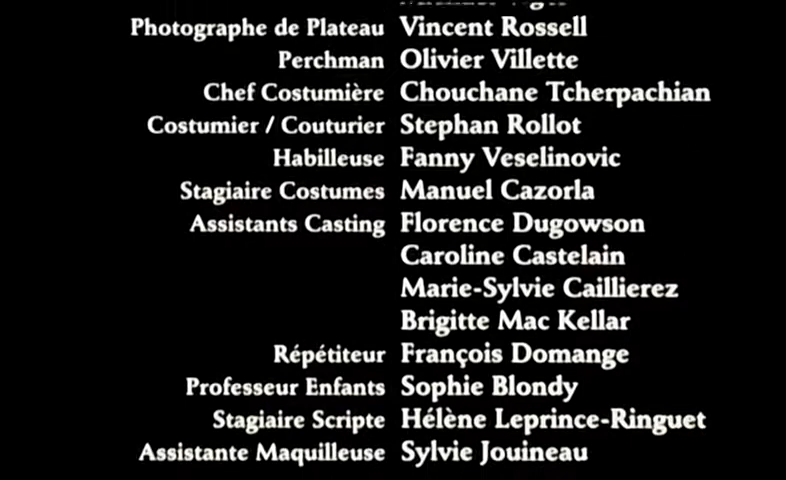 Photographe de Plateau Vincent Rossell
Perchman Olivier Villette
Chef Costumière Chouchane Tcherpachian
Costumier / Couturier Stephan Rollot
Habilleuse Fanny Veselinovic
Stagiaire Costumes Manuel Cazorla
Assistants Casting Florence Dugowson
Caroline Castelain
Marie-Sylvie Caillierez
Brigitte Mac Kellar
Répétiteur François Domange
Professeur Enfants Sophie Blondy
Stagiaire Scripte Hélène Leprince-Ringuet
Assistante Maquilleuse Sylvie Jouineau